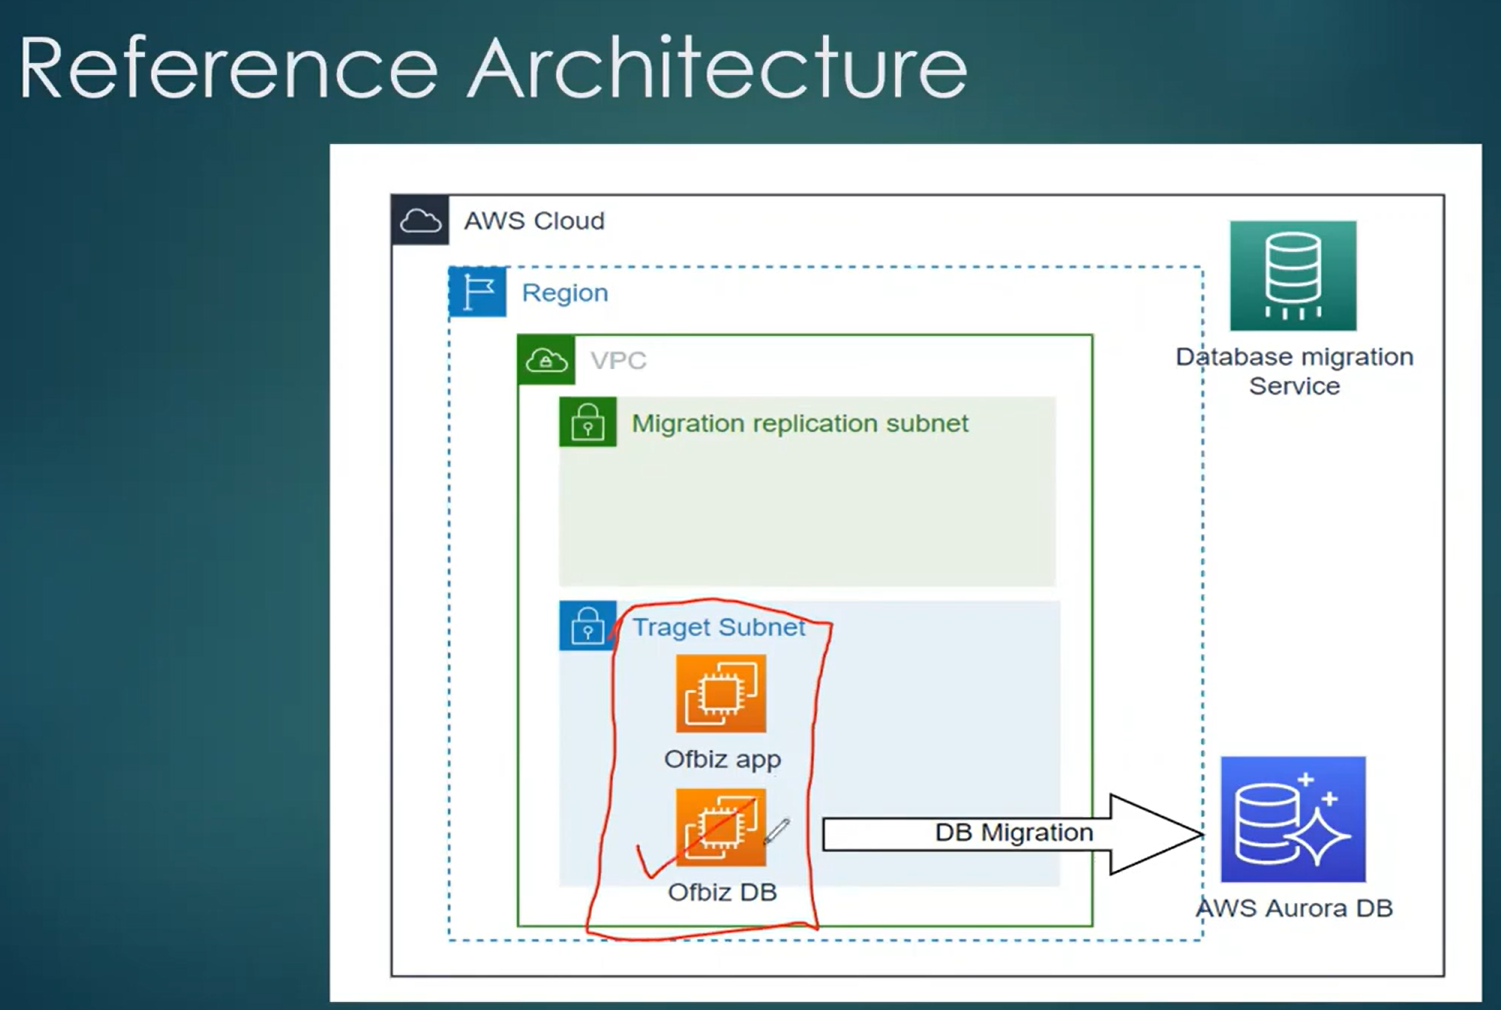 Reference Architecture
AWS Cloud
Region
VPC
Database migration
Service
Migration replication subnet
Traget Subnet
Ofbiz app
DB Migration
Ofbiz DB
AWS Aurora DB